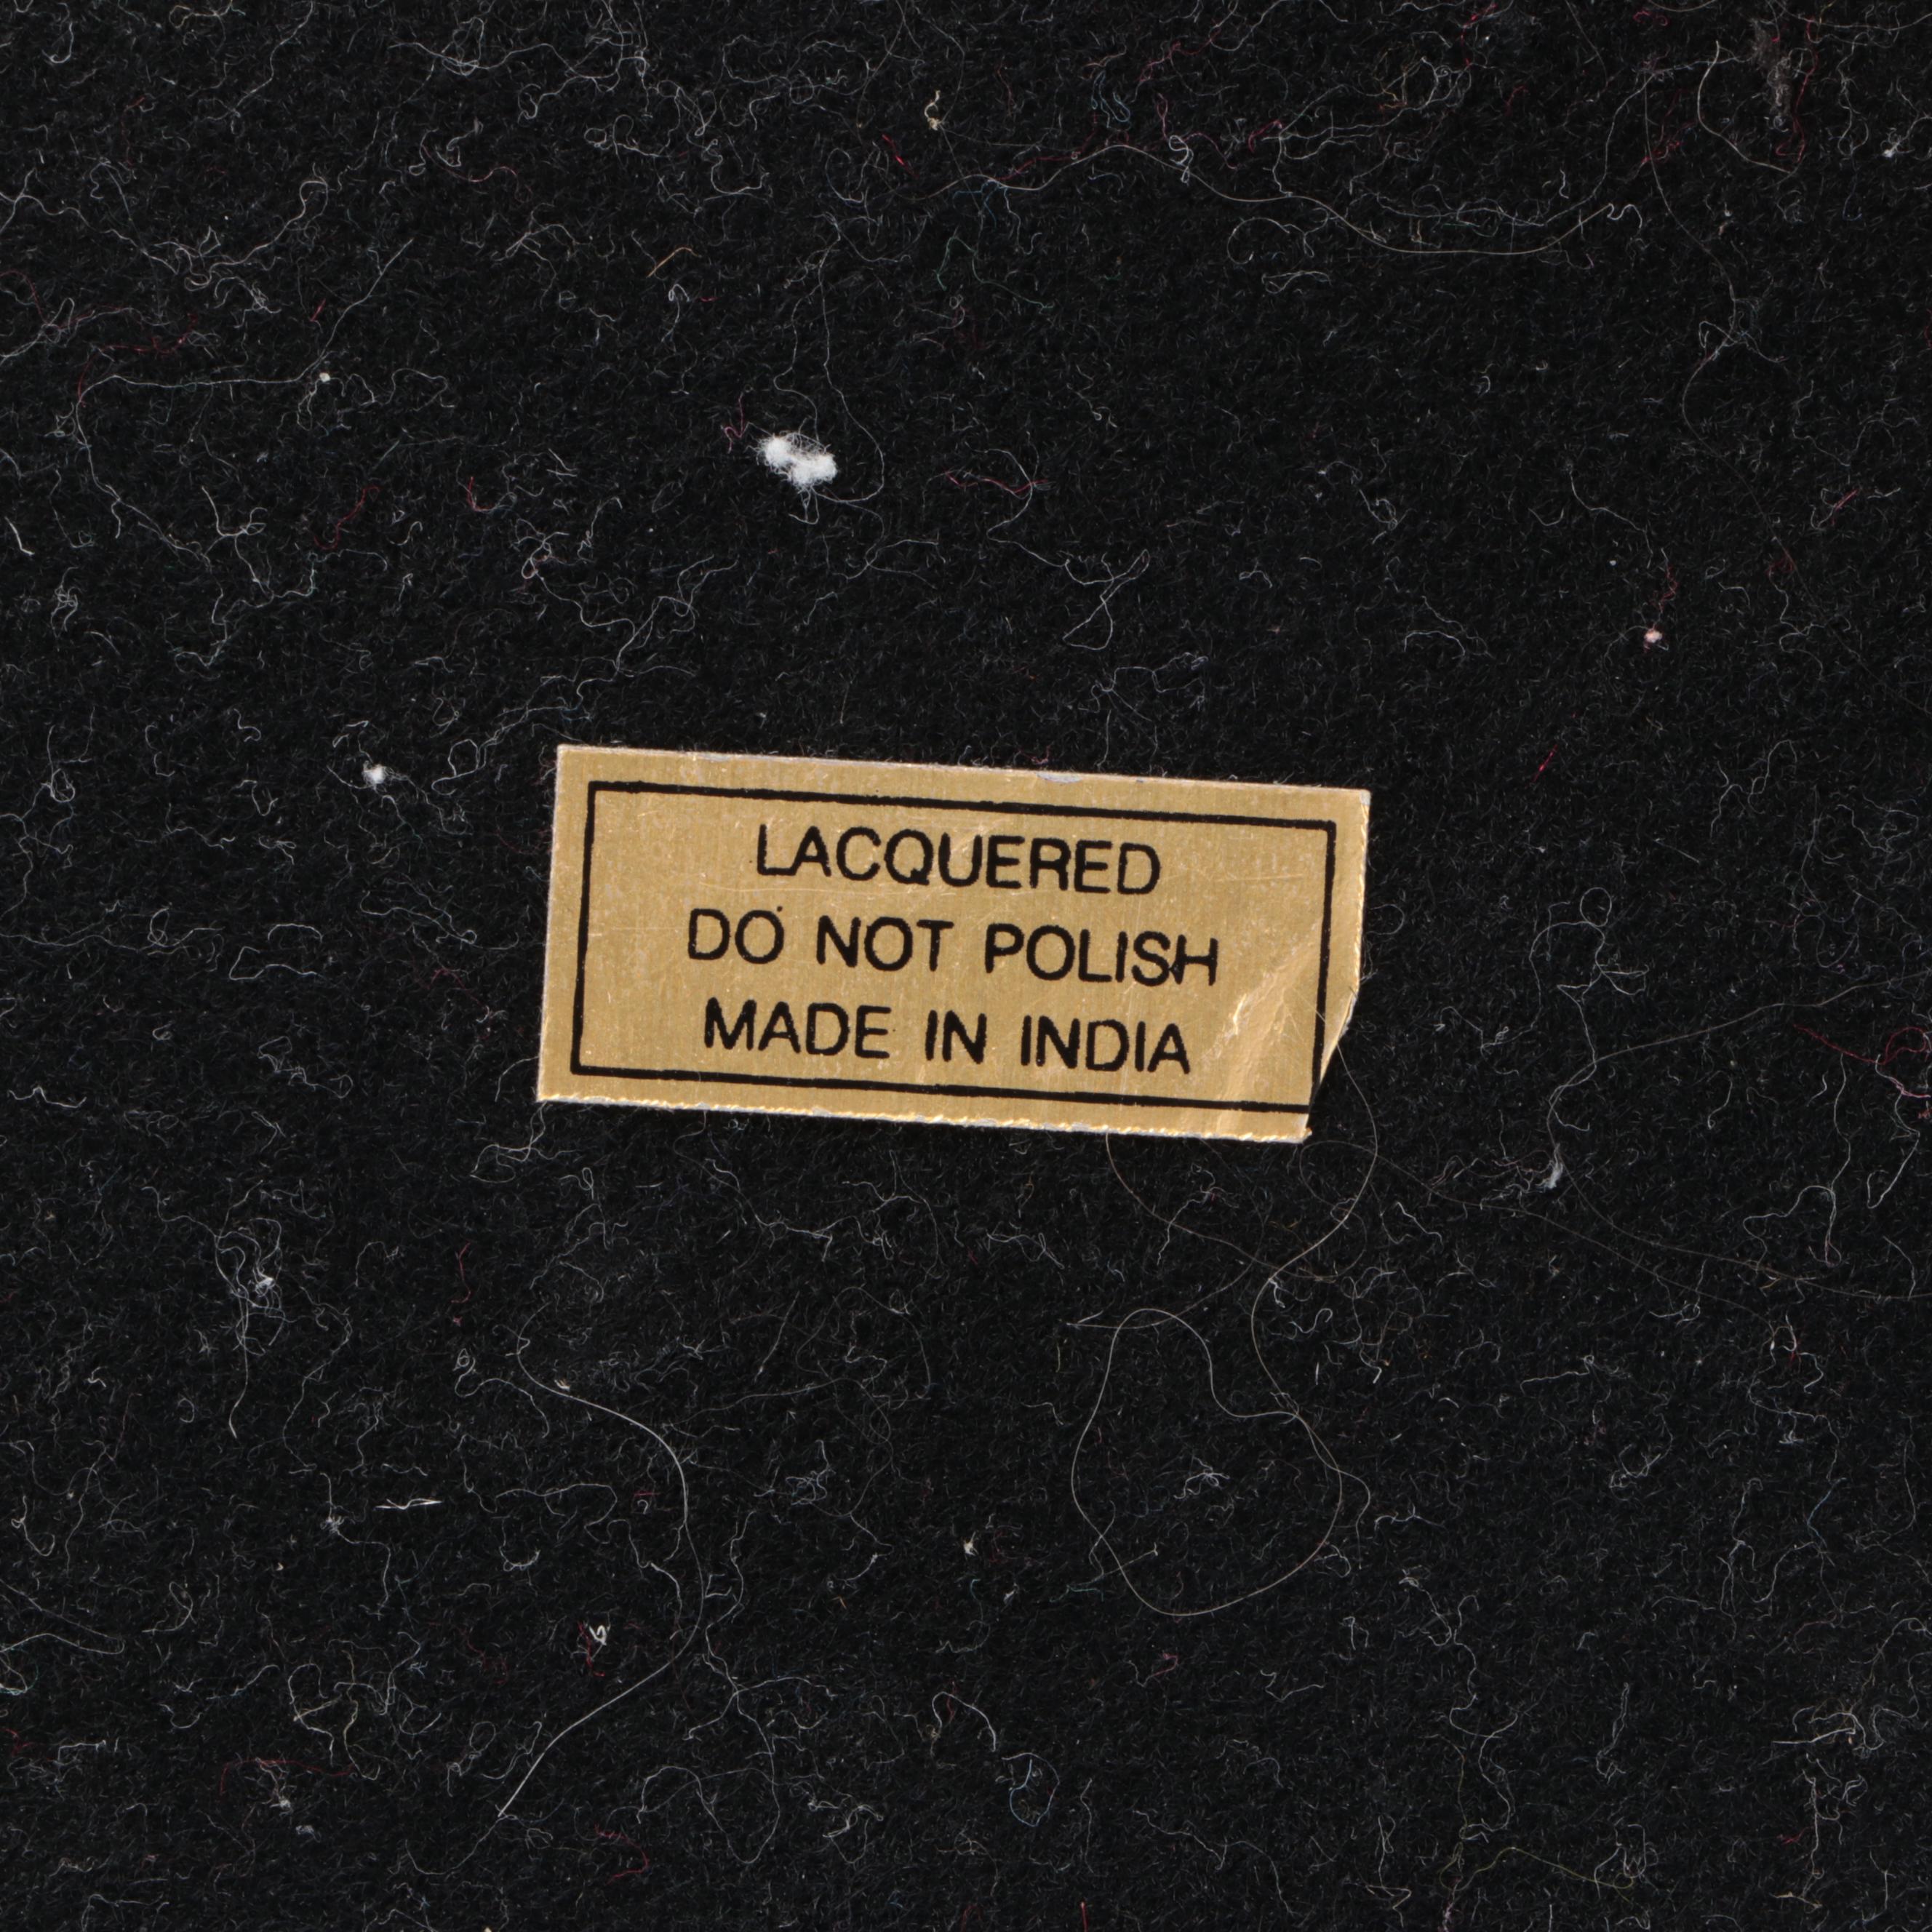 LACQUERED
DO NOT POLISH
MADE IN INDIA